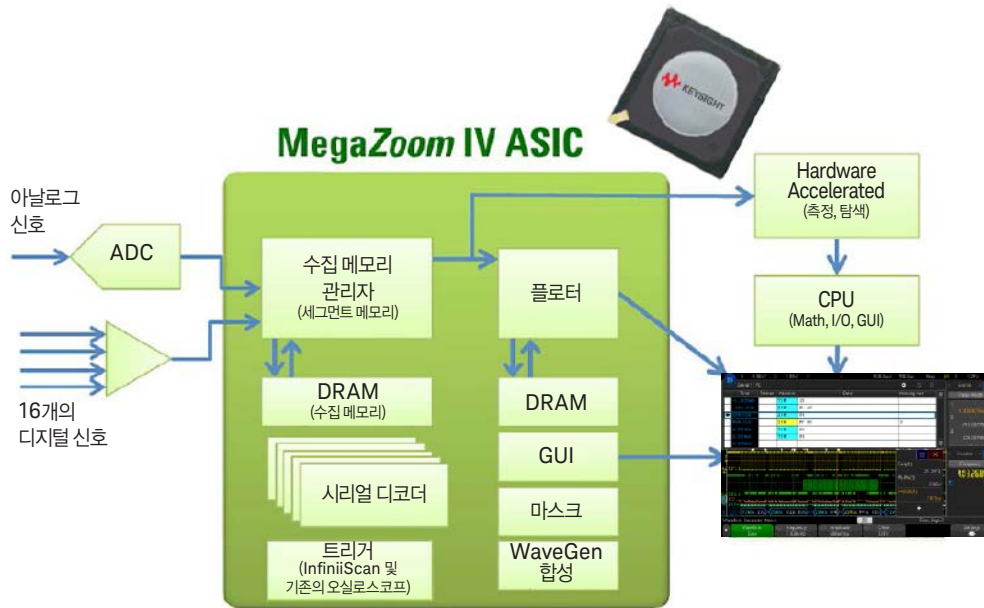 KEYSIGHT
MegaZoom IV ASIC
아날로그
신호
ADC
16개의
디지털 신호
수집 메모리
관리자
(세그먼트 메모리)
DRAM
(수집 메모리)
시리얼 디코더
트리거
(InfiniiScan 및
기존의 오실로스코프)
플로터
DRAM
GUI
마스크
WaveGen
합성
Hardware
Accelerated
(측정, 탐색)
CPU
(Math, I/O, GUI)